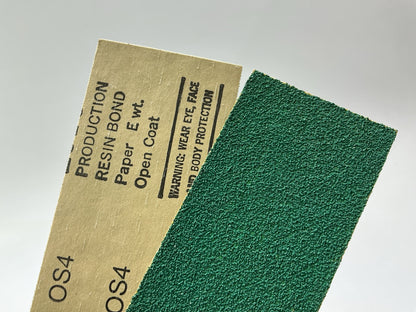 PRODUCTION
RESIN BOND
Paper E wt.
Open Coat
WARNING: WEAR EYE, FACE
AND BODY PROTECTION
OS4
OS4